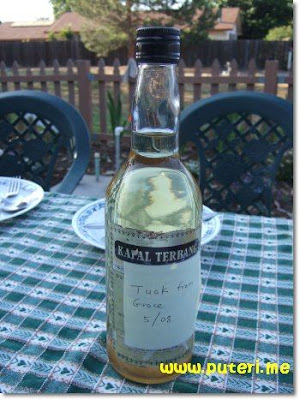 KAPAL TERBANG
Tuak from
Grace
5/08
www.puteri.me